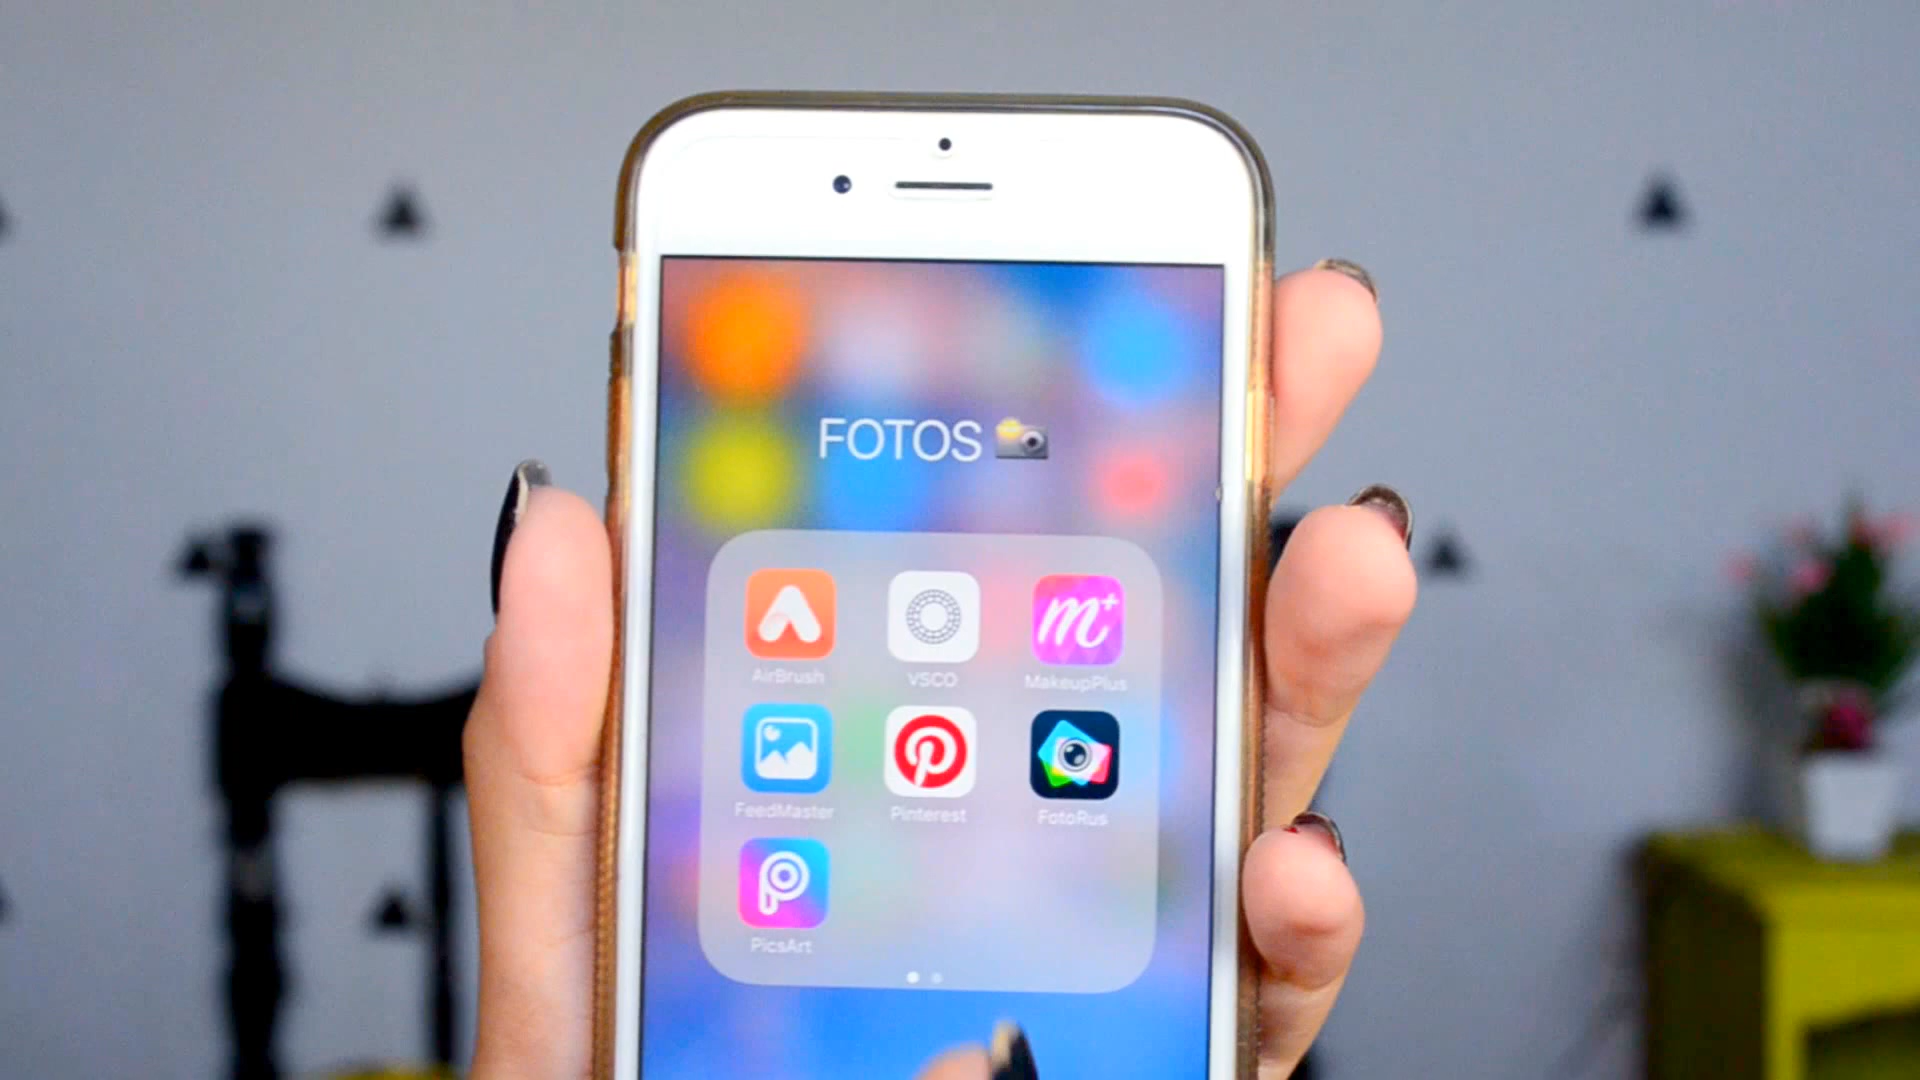 FOTOS
AirBrush
VSCO
m+
MakeupPlus
FeedMaster
Pinterest
FotoRus
PicsArt